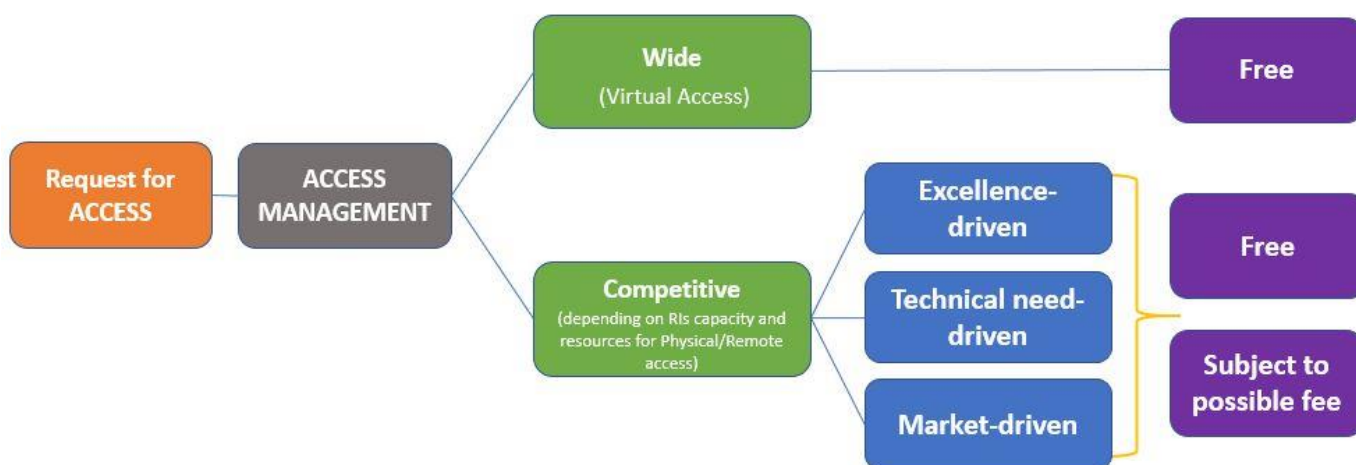 Request for
ACCESS
ACCESS
MANAGEMENT
Wide
(Virtual Access)
Free
Competitive
(depending on RIs capacity and
resources for Physical/Remote
access)
Excellence-
driven
Technical need-
driven
Market-driven
Free
Subject to
possible fee